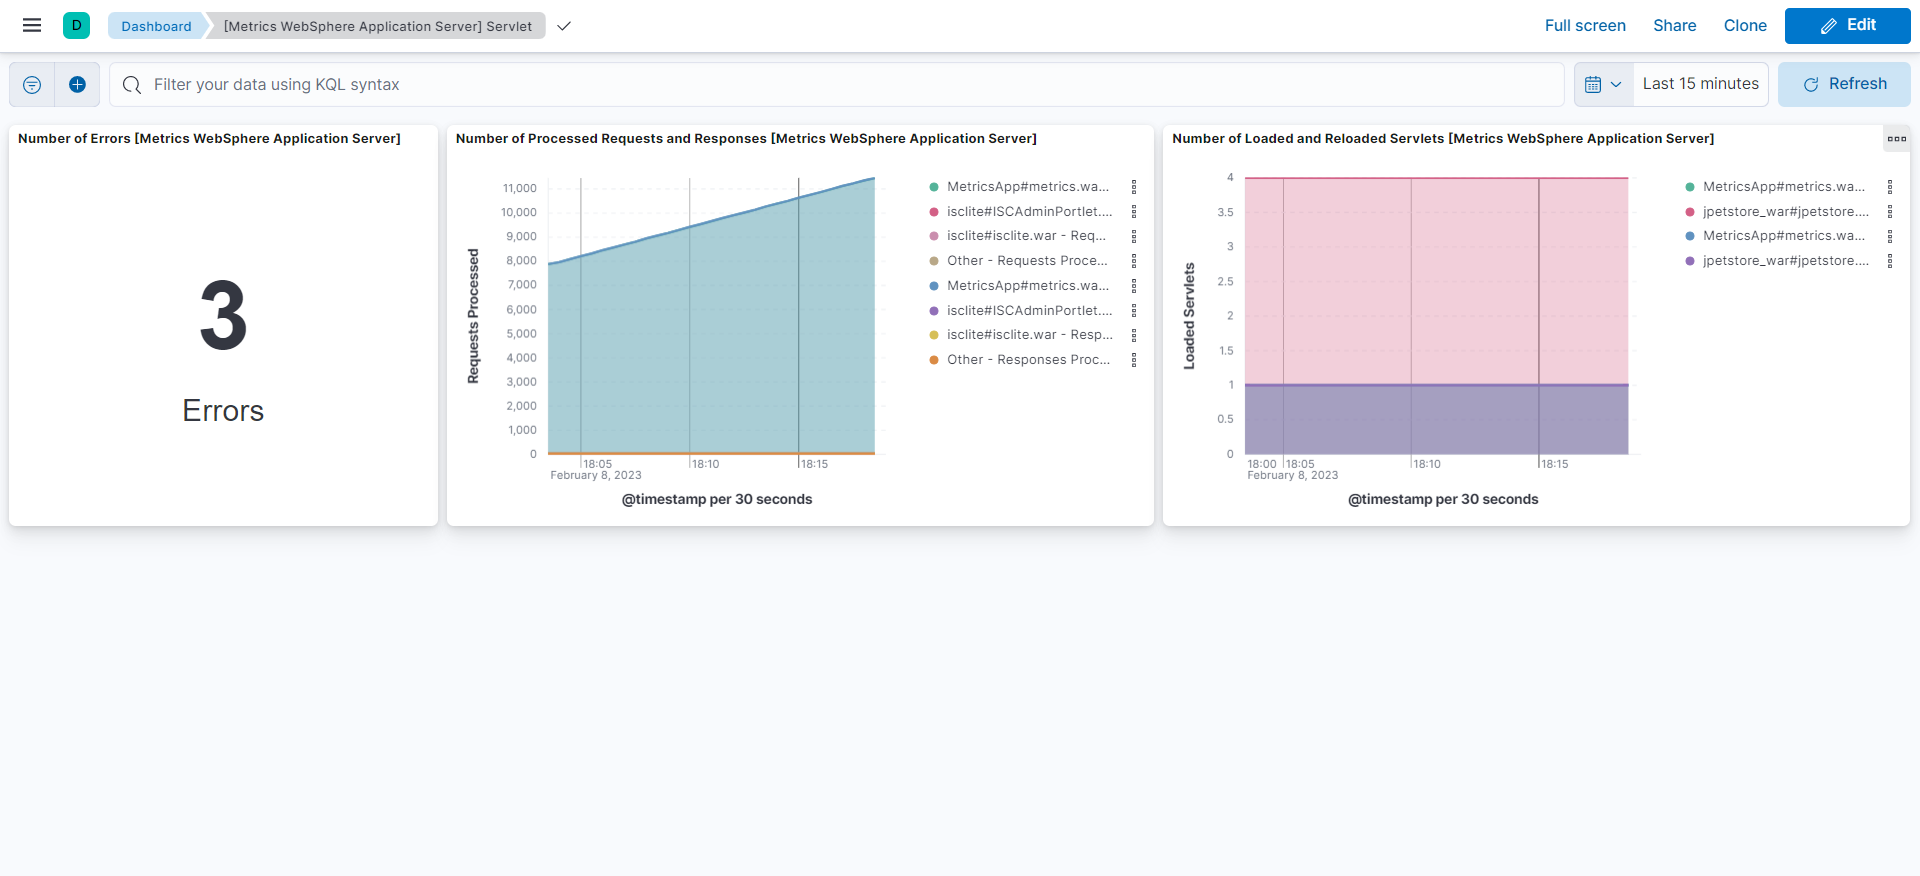 D
Dashboard
[Metrics WebSphere Application Server] Servlet
Full screen
Share
Clone
Edit
Filter your data using KQL syntax
Last 15 minutes
Refresh
Number of Errors [Metrics WebSphere Application Server]
3
Errors
Number of Processed Requests and Responses [Metrics WebSphere Application Server]
Requests Processed
11,000
10,000
9,000
8,000
7,000
6,000
5,000
4,000
3,000
2,000
1,000
0
18:05
18:10
18:15
February 8, 2023
@timestamp per 30 seconds
MetricsApp#metrics.wa...
isclite#ISCAdminPortlet....
isclite#isclite.war - Req...
Other - Requests Proce...
MetricsApp#metrics.wa...
isclite#ISCAdminPortlet....
isclite#isclite.war - Resp...
Other - Responses Proc...
Number of Loaded and Reloaded Servlets [Metrics WebSphere Application Server]
Loaded Servlets
4
3.5
3
2.5
2
1.5
1
0.5
0
18:00
18:05
18:10
18:15
February 8, 2023
@timestamp per 30 seconds
MetricsApp#metrics.wa...
jpetstore_war#jpetstore....
MetricsApp#metrics.wa...
jpetstore_war#jpetstore....